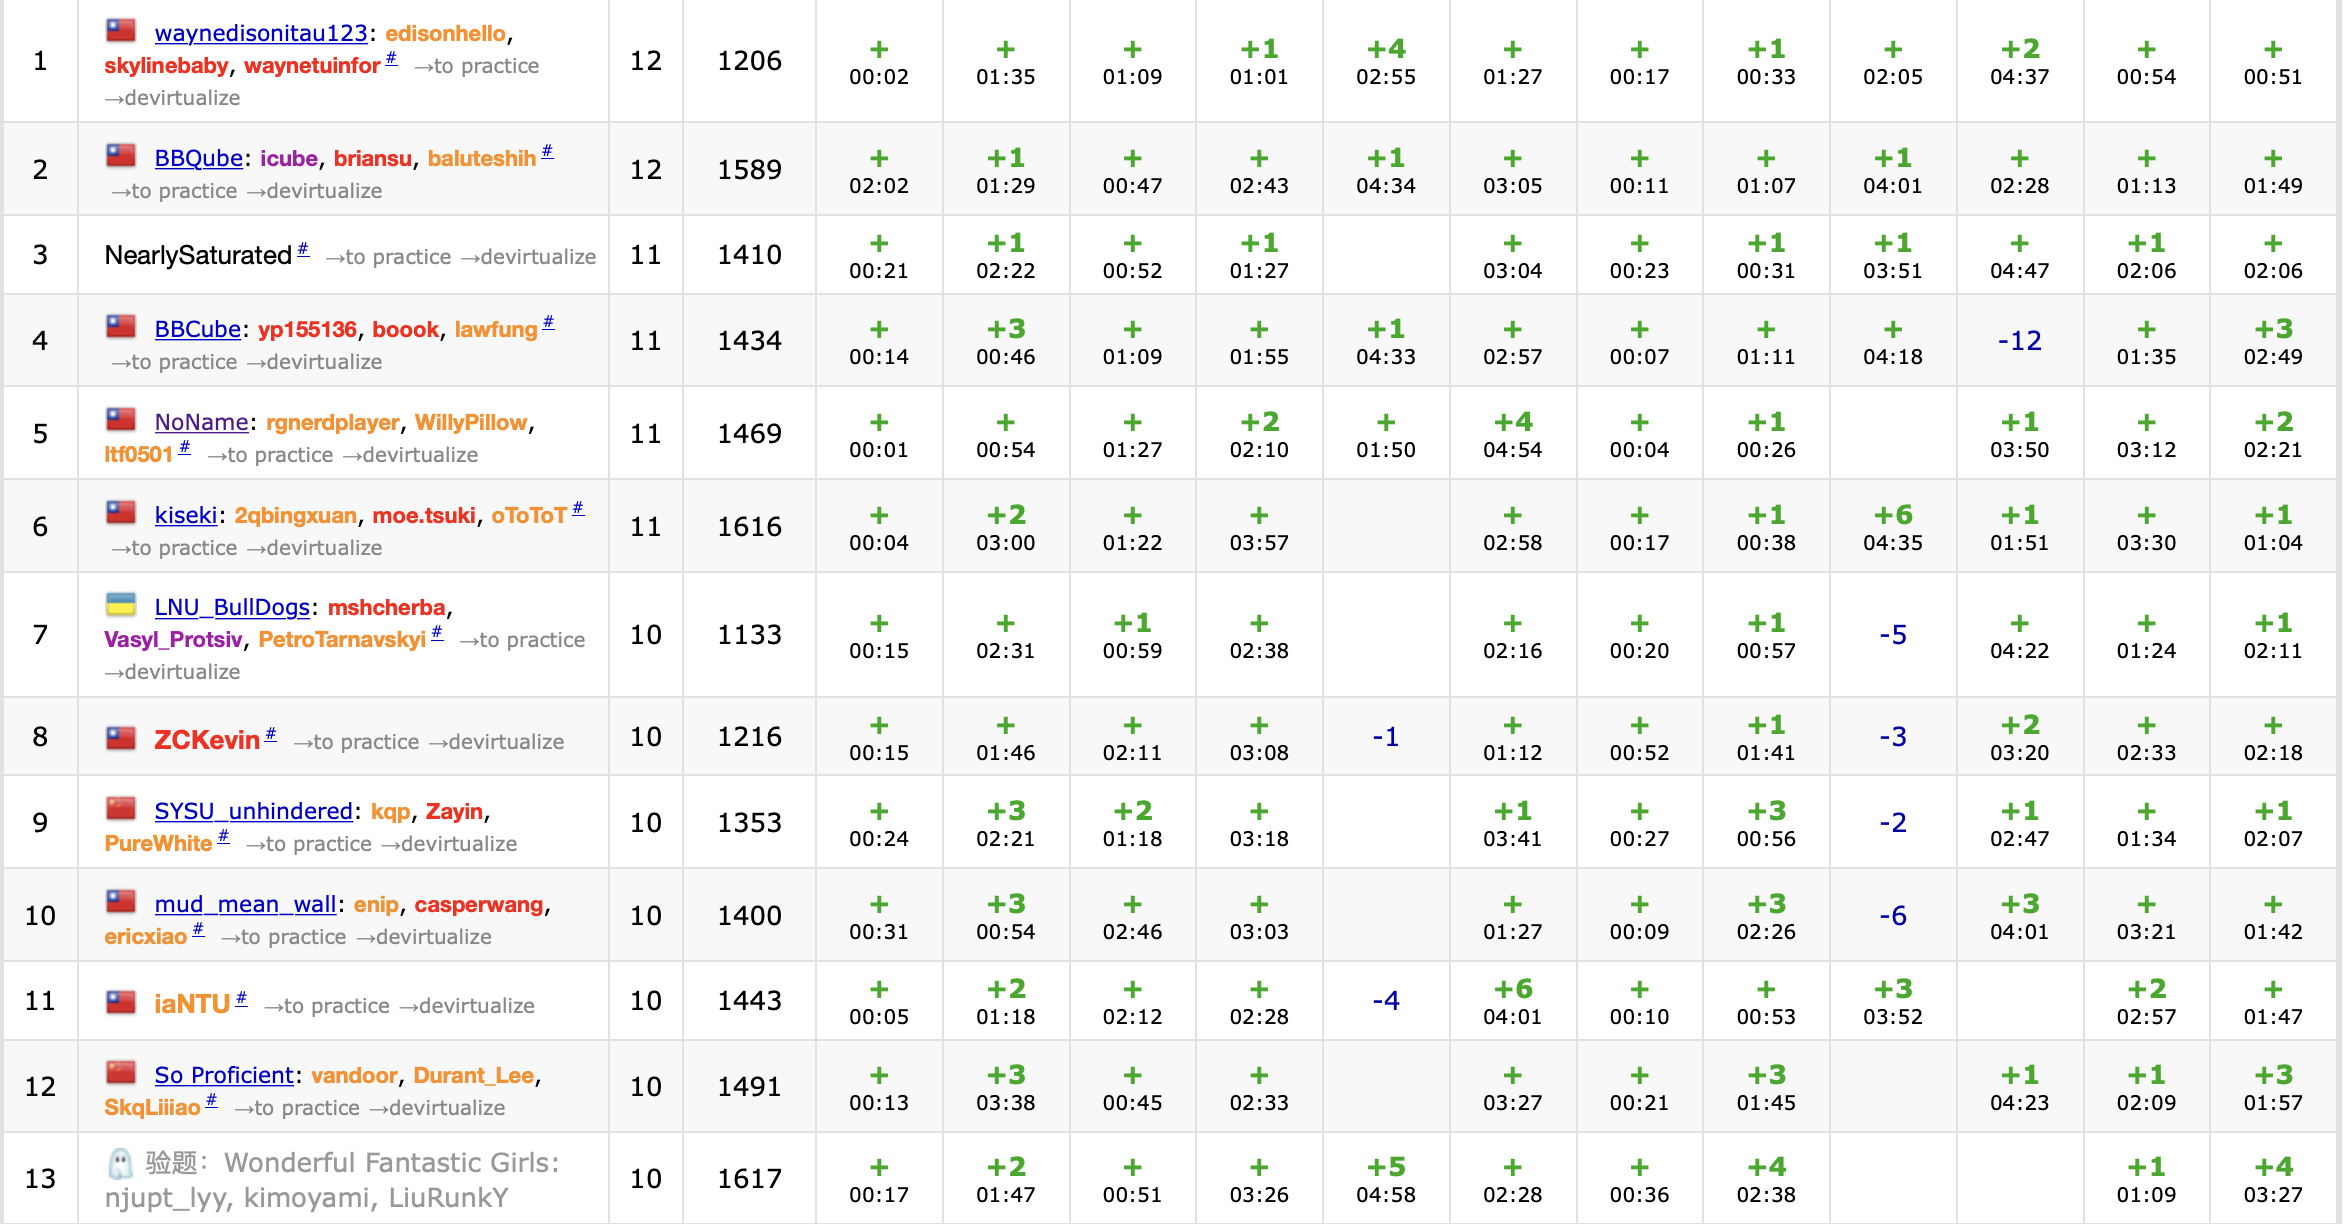 1 waynedisonitau123: edisonhello, skylinebaby, waynetuinfor # →to practice →devirtualize 12 1206 + 00:02 + 01:35 + 01:09 +1 01:01 +4 02:55 + 01:27 + 00:17 +1 00:33 + 02:05 +2 04:37 + 00:54 + 00:51
2 BBQube: icube, briansu, baluteshih # →to practice →devirtualize 12 1589 + 02:02 +1 01:29 + 00:47 + 02:43 +1 04:34 + 03:05 + 00:11 + 01:07 +1 04:01 + 02:28 + 01:13 + 01:49
3 NearlySaturated # →to practice →devirtualize 11 1410 + 00:21 +1 02:22 + 00:52 +1 01:27 + 03:04 + 00:23 +1 00:31 +1 03:51 + 04:47 +1 02:06 + 02:06
4 BBCube: yp155136, boook, lawfung # →to practice →devirtualize 11 1434 + 00:14 +3 00:46 + 01:09 + 01:55 +1 04:33 + 02:57 + 00:07 + 01:11 + 04:18 -12 + 01:35 +3 02:49
5 NoName: rgnerdplayer, WillyPillow, ltf0501 # →to practice →devirtualize 11 1469 + 00:01 + 00:54 + 01:27 +2 02:10 + 01:50 +4 04:54 + 00:04 +1 00:26 +1 03:50 + 03:12 +2 02:21
6 kiseki: 2qbingxuan, moe.tsuki, oToToT # →to practice →devirtualize 11 1616 + 00:04 +2 03:00 + 01:22 + 03:57 + 02:58 + 00:17 +1 00:38 +6 04:35 +1 01:51 + 03:30 +1 01:04
7 LNU_BullDogs: mshcherba, Vasyl_Protsiv, PetroTarnavskyi # →to practice →devirtualize 10 1133 + 00:15 + 02:31 +1 00:59 + 02:38 + 02:16 + 00:20 +1 00:57 -5 + 04:22 + 01:24 +1 02:11
8 ZCKevin # →to practice →devirtualize 10 1216 + 00:15 + 01:46 + 02:11 + 03:08 -1 + 01:12 + 00:52 +1 01:41 -3 +2 03:20 + 02:33 + 02:18
9 SYSU_unhindered: kqp, Zayin, PureWhite # →to practice →devirtualize 10 1353 + 00:24 +3 02:21 +2 01:18 + 03:18 +1 03:41 + 00:27 +3 00:56 -2 +1 02:47 + 01:34 +1 02:07
10 mud_mean_wall: enip, casperwang, ericxiao # →to practice →devirtualize 10 1400 + 00:31 +3 00:54 + 02:46 + 03:03 + 01:27 + 00:09 +3 02:26 -6 +3 04:01 + 03:21 + 01:42
11 iaNTU # →to practice →devirtualize 10 1443 + 00:05 +2 01:18 + 02:12 + 02:28 -4 +6 04:01 + 00:10 + 00:53 +3 03:52 +2 02:57 + 01:47
12 So Proficient: vandoor, Durant_Lee, SkqLiiiao # →to practice →devirtualize 10 1491 + 00:13 +3 03:38 + 00:45 + 02:33 + 03:27 + 00:21 +3 01:45 +1 04:23 +1 02:09 +3 01:57
13 验题：Wonderful Fantastic Girls: njupt_lyy, kimoyami, LiuRunkY 10 1617 + 00:17 +2 01:47 + 00:51 + 03:26 +5 04:58 + 02:28 + 00:36 +4 02:38 +1 01:09 +4 03:27